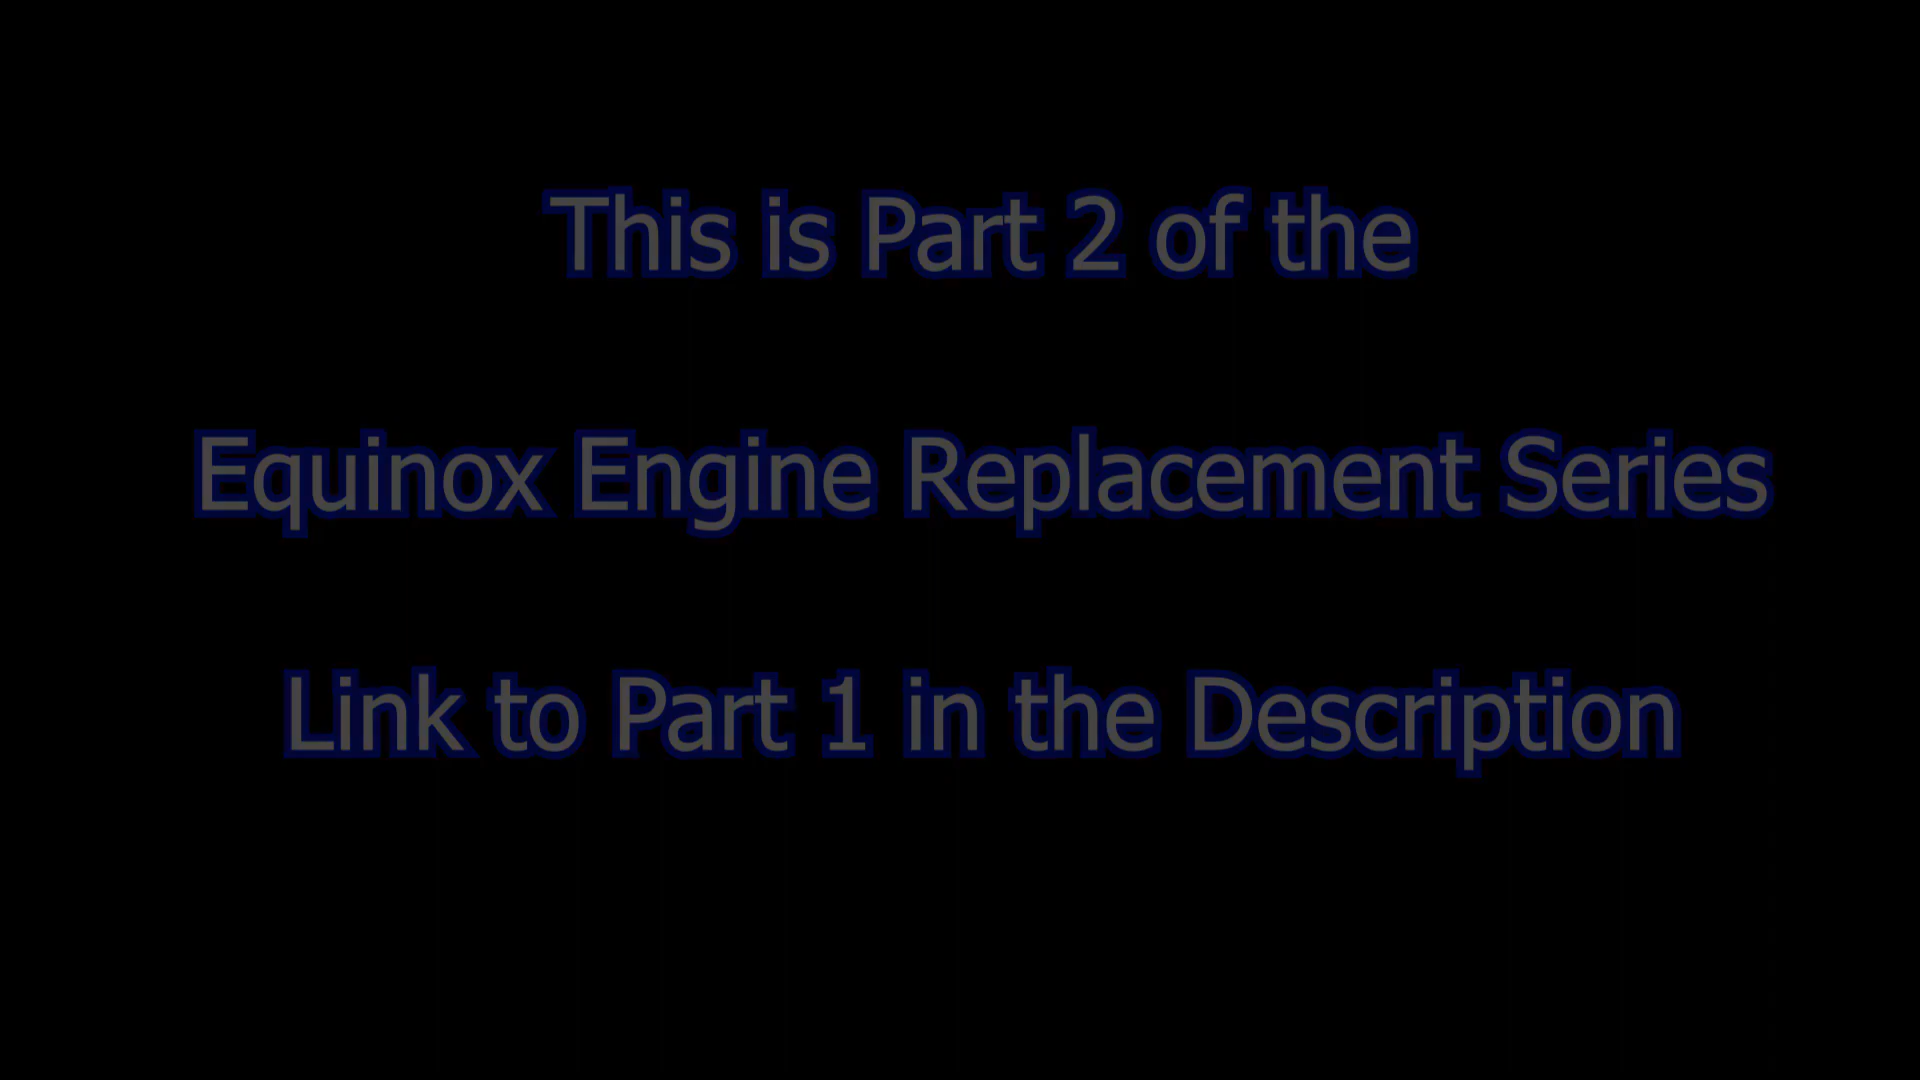 This is Part 2 of the
Equinox Engine Replacement Series
Link to Part 1 in the Description